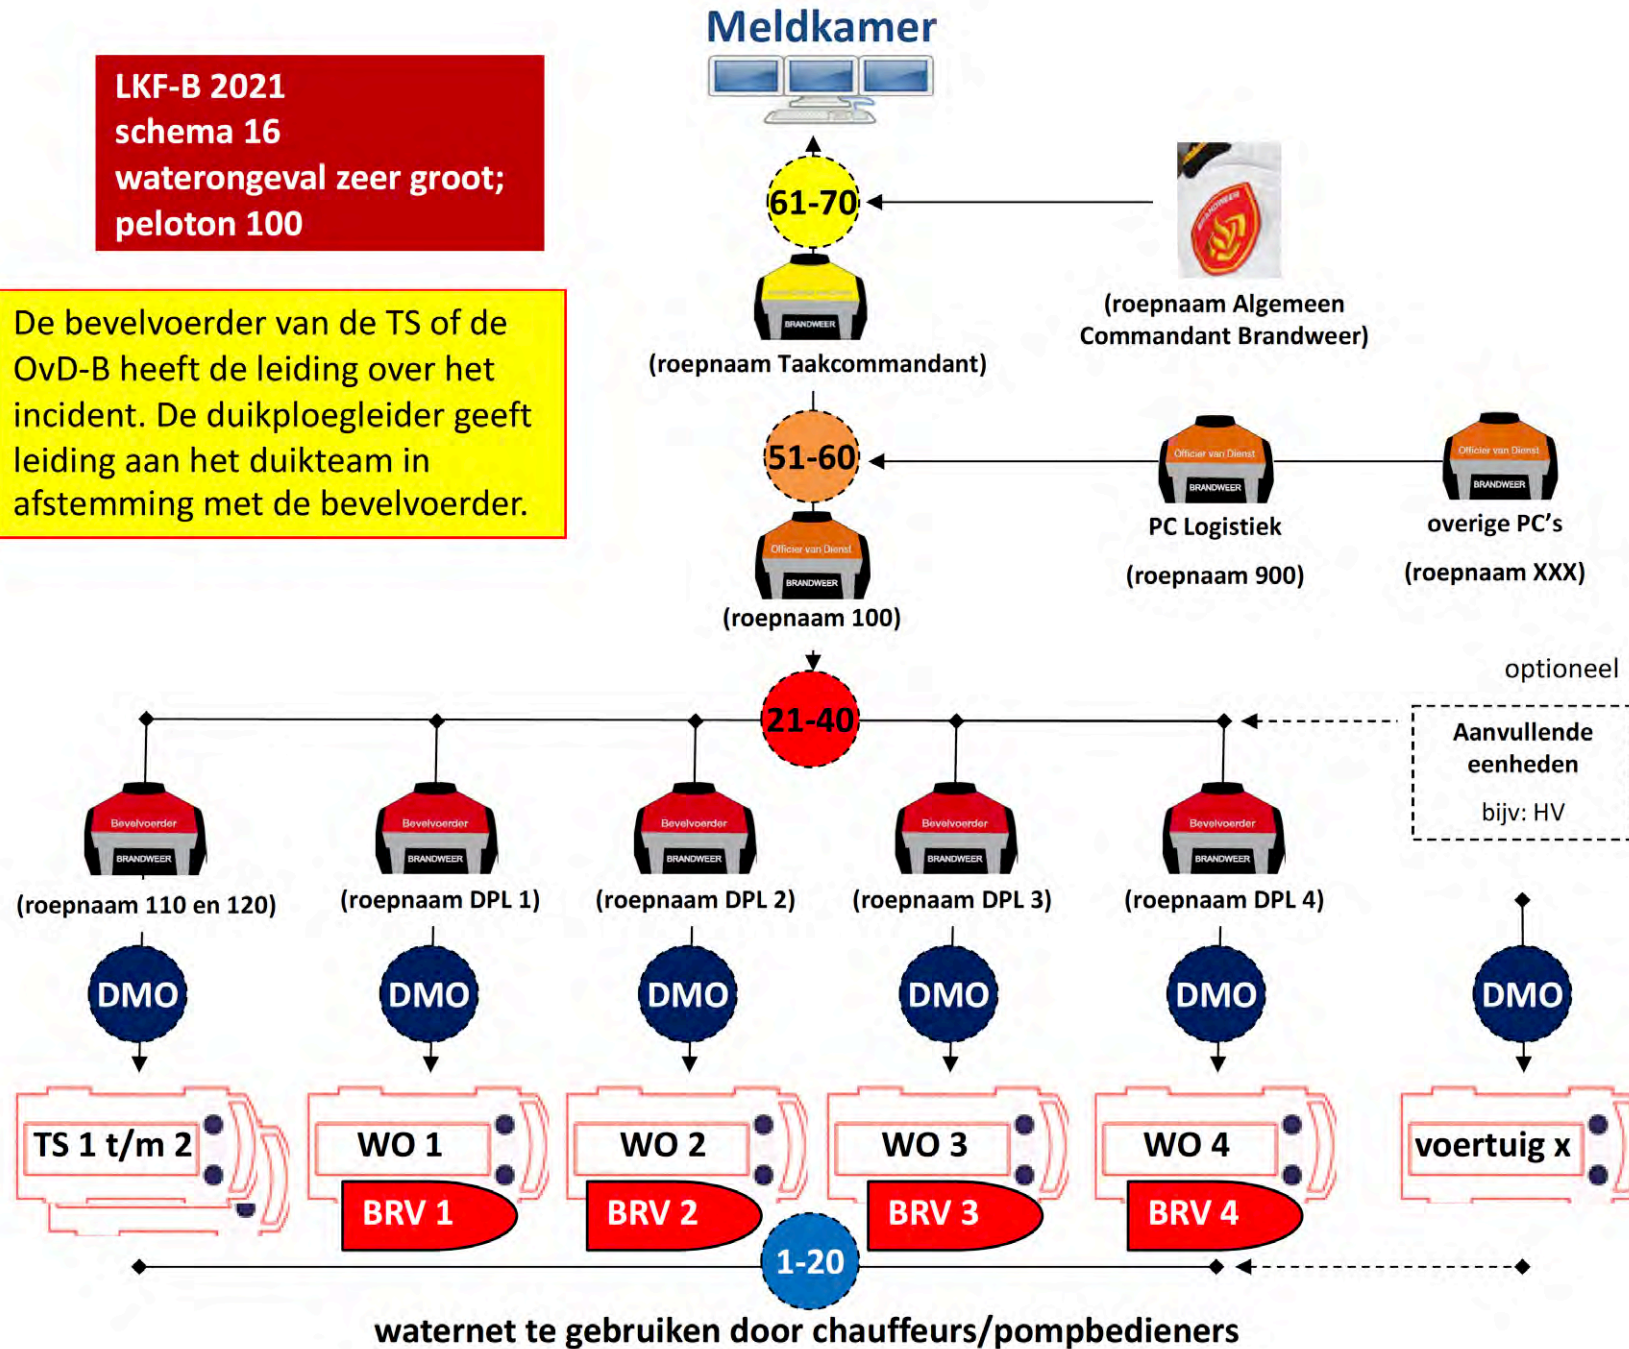 Meldkamer
LKF-B 2021
schema 16
waterongeval zeer groot;
peloton 100
61-70
BRANDWEER
BRANDWEER
(roepnaam Algemeen
Commandant Brandweer)
(roepnaam Taakcommandant)
De bevelvoerder van de TS of de
OvD-B heeft de leiding over het
incident. De duikploegleider geeft
leiding aan het duikteam in
afstemming met de bevelvoerder.
51-60
Officier van Dienst
BRANDWEER
Officier van Dienst
BRANDWEER
PC Logistiek
overige PC's
(roepnaam 900)
(roepnaam XXX)
Officier van Dienst
BRANDWEER
(roepnaam 100)
optioneel
21-40
Aanvullende
eenheden
bijv: HV
Bevelvoerder
BRANDWEER
Bevelvoerder
BRANDWEER
Bevelvoerder
BRANDWEER
Bevelvoerder
BRANDWEER
Bevelvoerder
BRANDWEER
(roepnaam 110 en 120)
(roepnaam DPL 1)
(roepnaam DPL 2)
(roepnaam DPL 3)
(roepnaam DPL 4)
DMO
DMO
DMO
DMO
DMO
DMO
TS 1 t/m 2
WO 1
WO 2
WO 3
WO 4
voertuig x
BRV 1
BRV 2
BRV 3
BRV 4
1-20
waternet te gebruiken door chauffeurs/pompbedieners